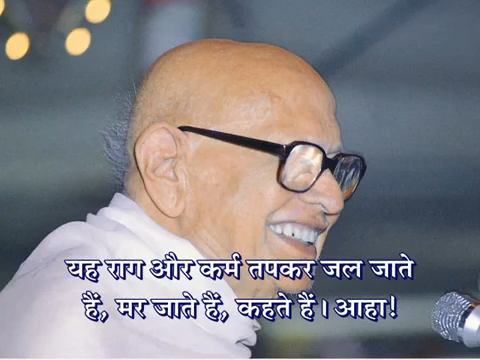 यह राग और कर्म तपकर जल जाते
हैं, मर जाते हैं, कहते हैं। आहा!